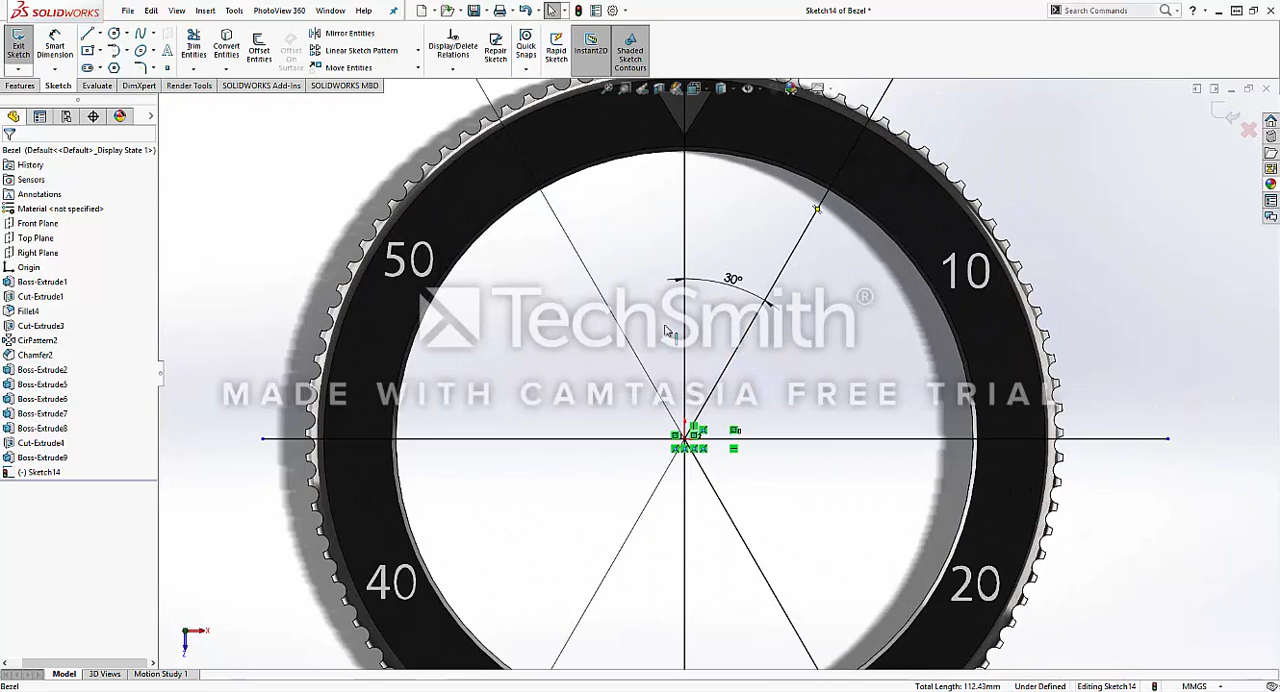 SOLIDWORKS
File Edit View Insert Tools PhotoView 360 Window Help
Sketch14 of Bezel *
Search Commands
Exit Sketch
Smart Dimension
Trim Entities
Convert Entities
Offset Entities
Offset On Surface
Mirror Entities
Linear Sketch Pattern
Move Entities
Display/Delete Relations
Repair Sketch
Quick Snaps
Rapid Sketch
Instant2D
Shaded Sketch Contours
Features Sketch Evaluate DimXpert Render Tools SOLIDWORKS Add-Ins SOLIDWORKS MBD
Bezel (Default<<Default>_Display State 1>)
History
Sensors
Annotations
Material <not specified>
Front Plane
Top Plane
Right Plane
Origin
Boss-Extrude1
Cut-Extrude1
Fillet4
Cut-Extrude3
CirPattern2
Chamfer2
Boss-Extrude2
Boss-Extrude5
Boss-Extrude6
Boss-Extrude7
Boss-Extrude8
Cut-Extrude4
Boss-Extrude9
(-) Sketch14
50
10
30°
TechSmith®
MADE WITH CAMTASIA FREE TRIAL
40
20
X
Z
Model 3D Views Motion Study 1
Bezel
Total Length: 112.43mm Under Defined Editing Sketch14 MMGS